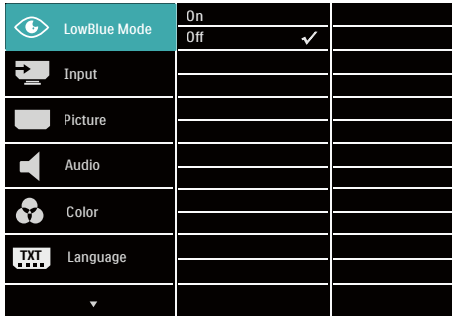 LowBlue Mode
On
Off
Input
Picture
Audio
Color
TXT
Language